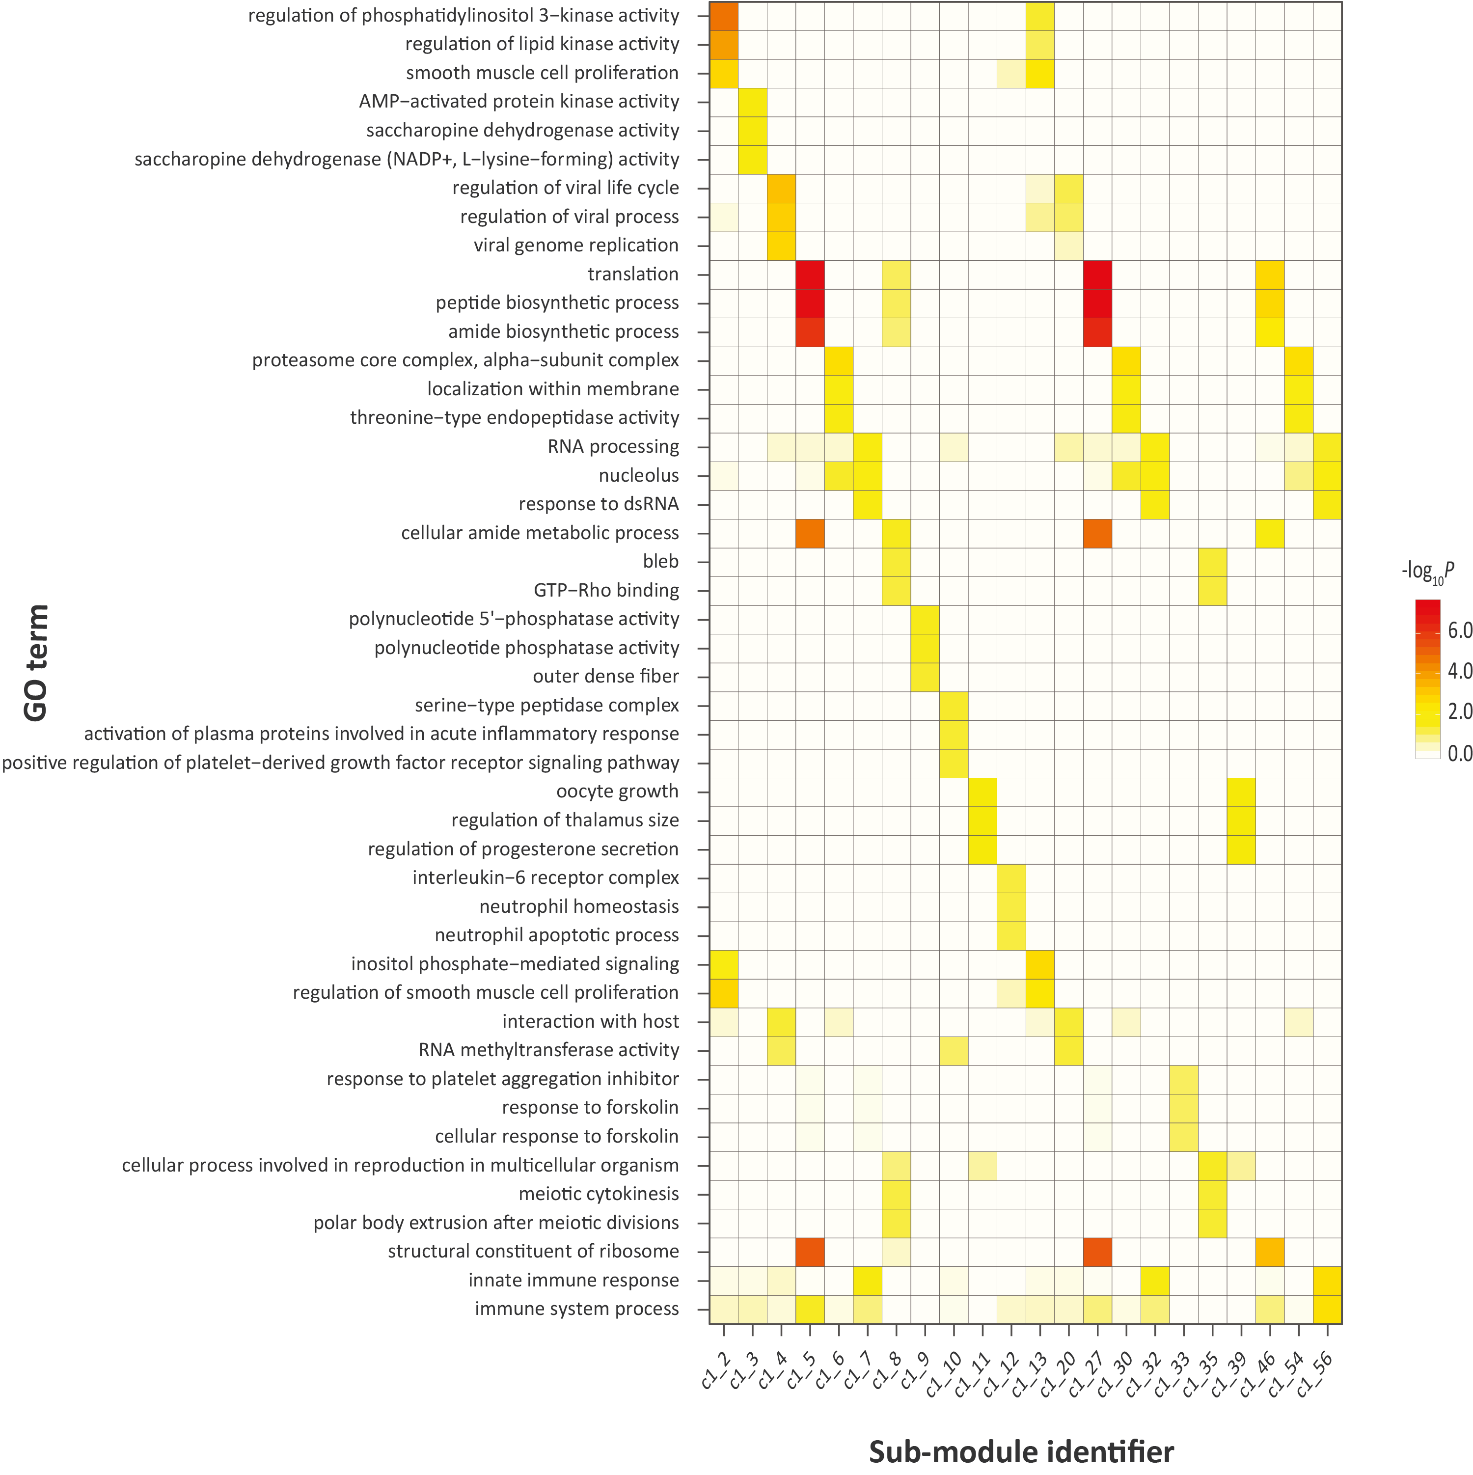 regulation of phosphatidylinositol 3−kinase activity
regulation of lipid kinase activity
smooth muscle cell proliferation
AMP−activated protein kinase activity
saccharopine dehydrogenase activity
saccharopine dehydrogenase (NADP+, L−lysine−forming) activity
regulation of viral life cycle
regulation of viral process
viral genome replication
translation
peptide biosynthetic process
amide biosynthetic process
proteasome core complex, alpha−subunit complex
localization within membrane
threonine−type endopeptidase activity
RNA processing
nucleolus
response to dsRNA
cellular amide metabolic process
bleb
GTP−Rho binding
polynucleotide 5'−phosphatase activity
polynucleotide phosphatase activity
outer dense fiber
serine−type peptidase complex
activation of plasma proteins involved in acute inflammatory response
positive regulation of platelet−derived growth factor receptor signaling pathway
oocyte growth
regulation of thalamus size
regulation of progesterone secretion
interleukin−6 receptor complex
neutrophil homeostasis
neutrophil apoptotic process
inositol phosphate−mediated signaling
regulation of smooth muscle cell proliferation
interaction with host
RNA methyltransferase activity
response to platelet aggregation inhibitor
response to forskolin
cellular response to forskolin
cellular process involved in reproduction in multicellular organism
meiotic cytokinesis
polar body extrusion after meiotic divisions
structural constituent of ribosome
innate immune response
immune system process
GO term
c1_2
c1_3
c1_4
c1_5
c1_6
c1_7
c1_8
c1_9
c1_10
c1_11
c1_12
c1_13
c1_20
c1_27
c1_30
c1_32
c1_33
c1_35
c1_39
c1_46
c1_54
c1_56
Sub-module identifier
-log10P
6.0
4.0
2.0
0.0